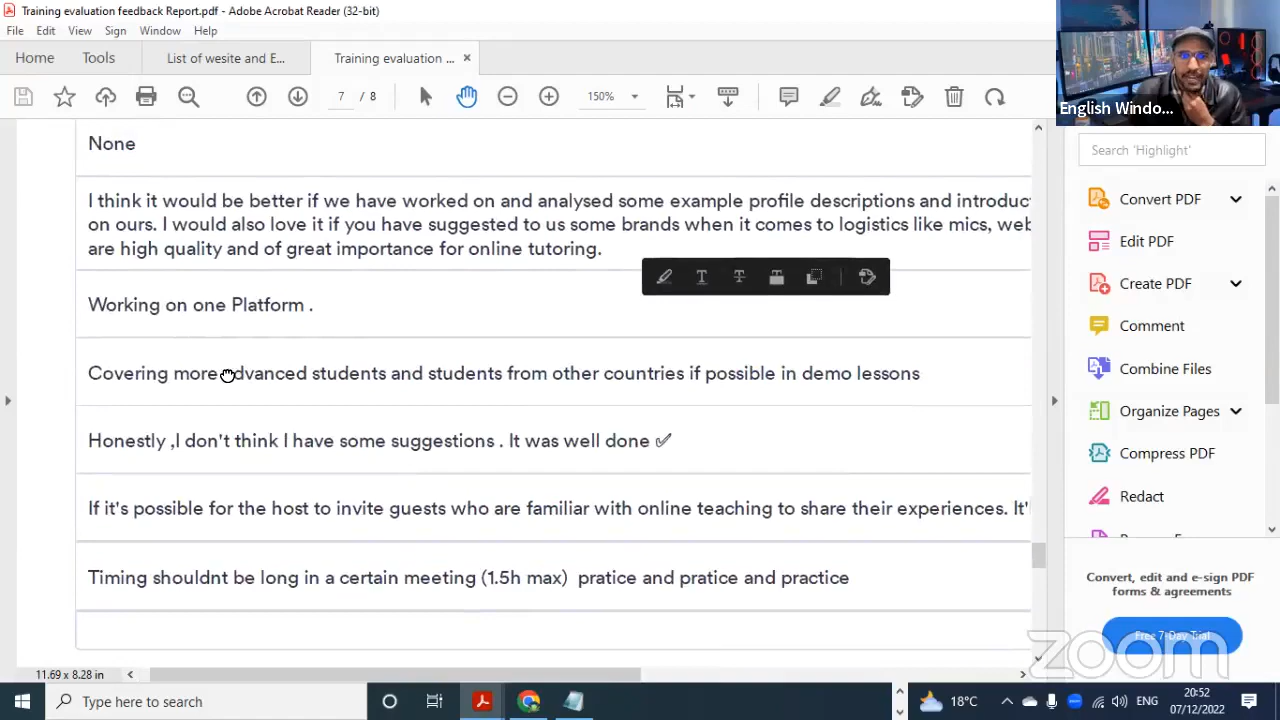 Training evaluation feedback Report.pdf - Adobe Acrobat Reader (32-bit)
File Edit View Sign Window Help
Home Tools List of wesite and E... Training evaluation ... ×
7 / 8 150%
English Windo...
Search 'Highlight'
None
I think it would be better if we have worked on and analysed some example profile descriptions and introduc
on ours. I would also love it if you have suggested to us some brands when it comes to logistics like mics, web
are high quality and of great importance for online tutoring.
Working on one Platform .
Covering more advanced students and students from other countries if possible in demo lessons
Honestly ,I don't think I have some suggestions . It was well done ✅
If it's possible for the host to invite guests who are familiar with online teaching to share their experiences. It'
Timing shouldnt be long in a certain meeting (1.5h max) pratice and pratice and practice
Convert PDF
Edit PDF
Create PDF
Comment
Combine Files
Organize Pages
Compress PDF
Redact
Convert, edit and e-sign PDF
forms & agreements
Free 7-Day Trial
zoom
11.69 x 8.28 in
Type here to search
18°C
ENG
20:52
07/12/2022